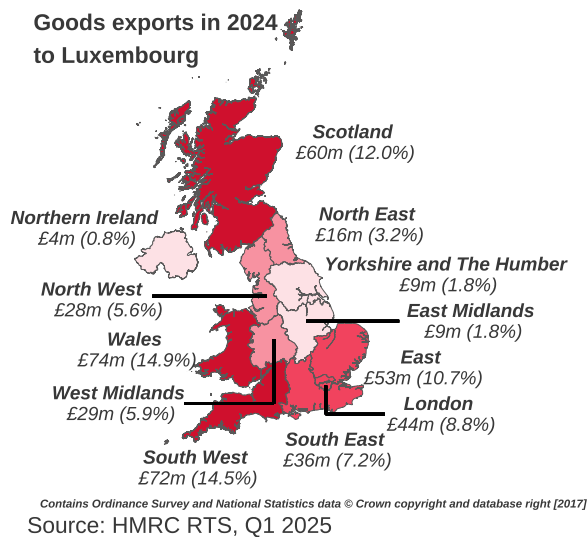 Goods exports in 2024
to Luxembourg
Scotland
£60m (12.0%)
Northern Ireland
£4m (0.8%)
North East
£16m (3.2%)
Yorkshire and The Humber
£9m (1.8%)
North West
£28m (5.6%)
East Midlands
£9m (1.8%)
Wales
£74m (14.9%)
East
£53m (10.7%)
West Midlands
£29m (5.9%)
London
£44m (8.8%)
South East
£36m (7.2%)
South West
£72m (14.5%)
Contains Ordinance Survey and National Statistics data © Crown copyright and database right [2017]
Source: HMRC RTS, Q1 2025